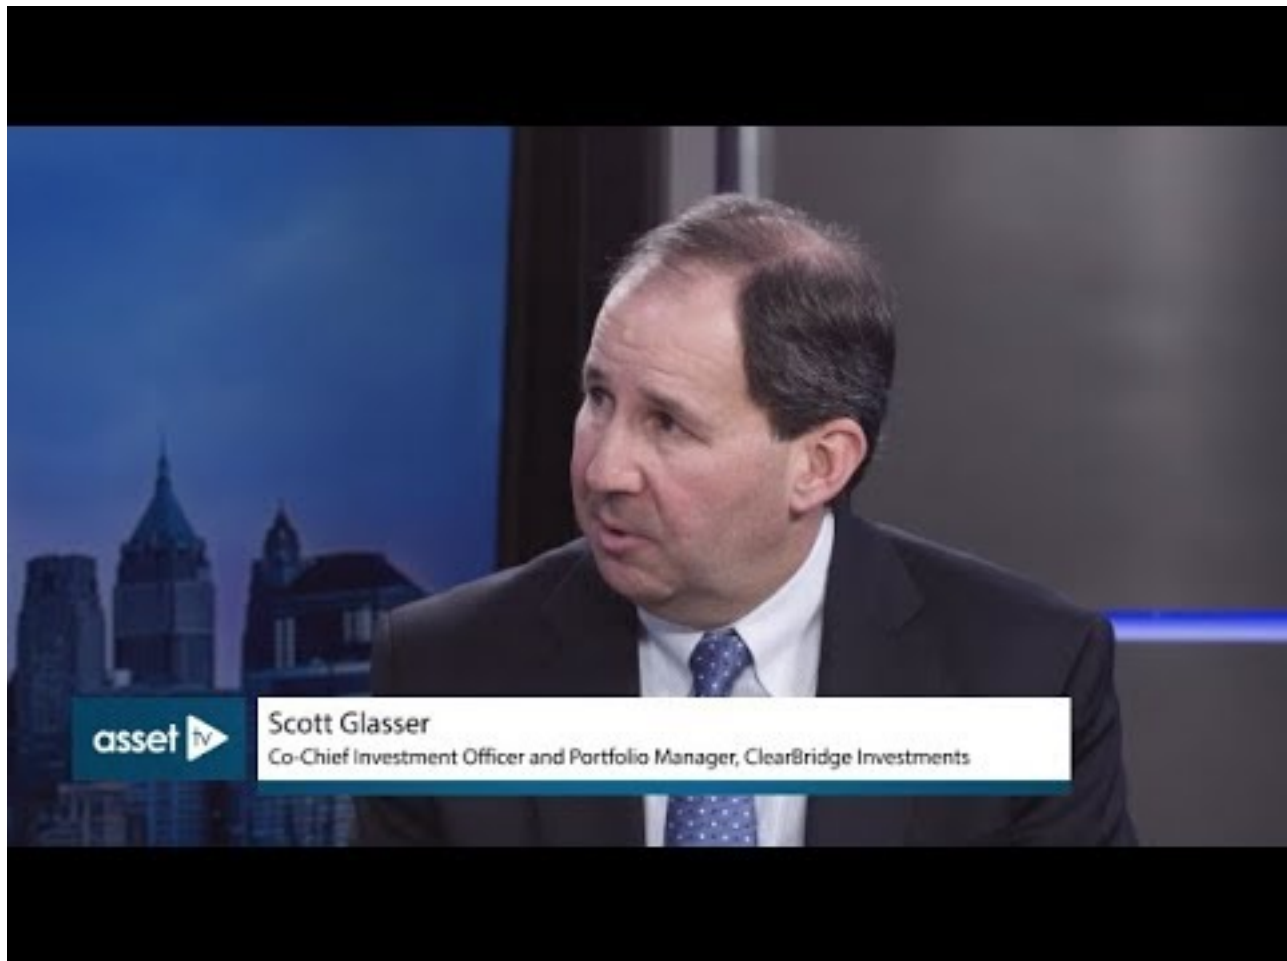 asset tv
Scott Glasser
Co-Chief Investment Officer and Portfolio Manager, ClearBridge Investments